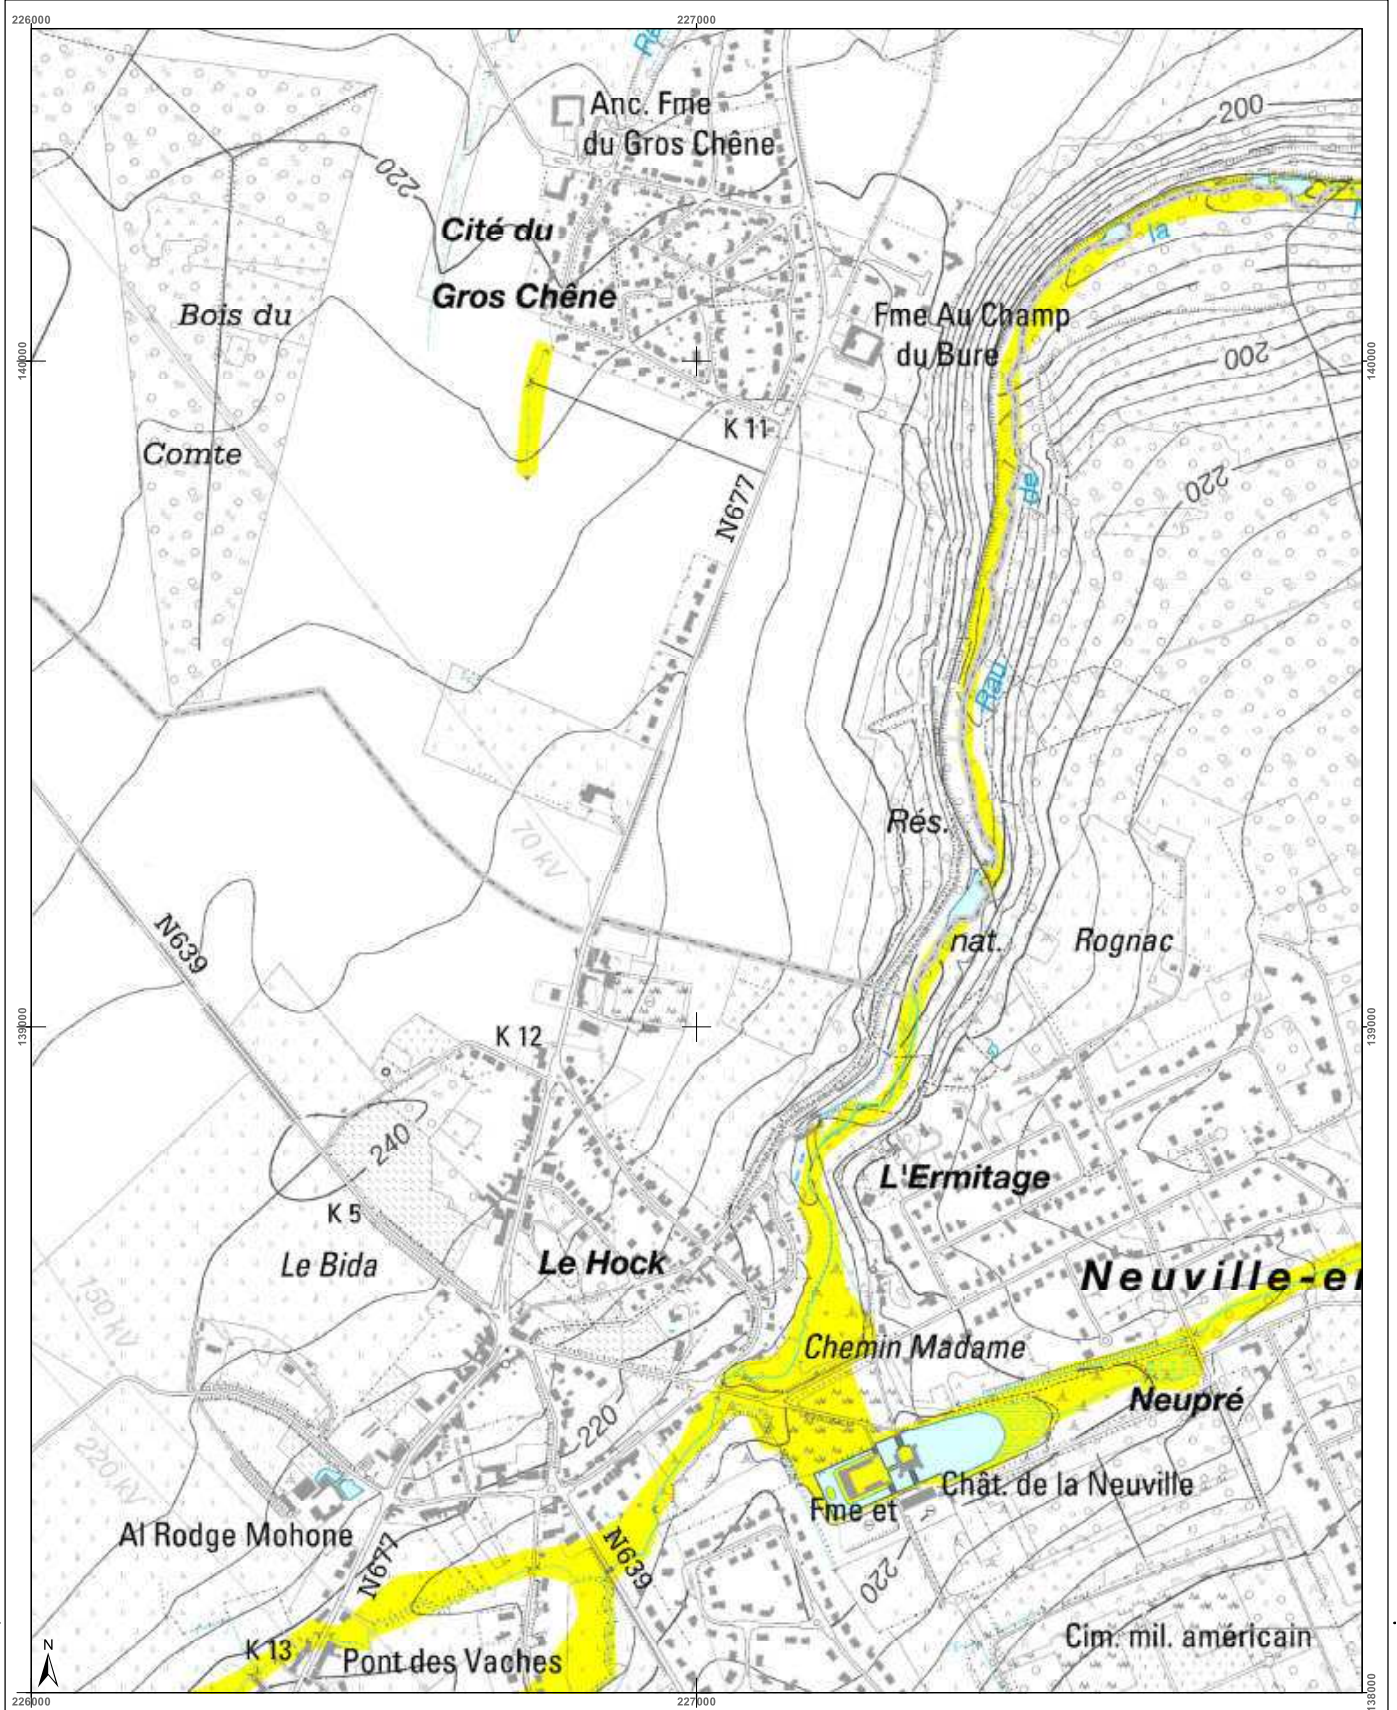 226000
227000
Re
200
Anc. Fme
du Gros Chêne
220
Cité du
la
Gros Chêne
Bois du
Fme Au Champ
du Bure
200
140000
140000
K 11
Comte
220
de
N677
Rau
Rés.
70 kV
N639
nat.
Rognac
139000
139000
K 12
240
L'Ermitage
K 5
Le Bida
Le Hock
Neuville-e
150 kV
Chemin Madame
Neupré
220
220 kV
Chât. de la Neuville
Fme et
Al Rodge Mohone
N677
N639
220
Cim. mil. américain
K 13
Pont des Vaches
N
226000
227000
138000